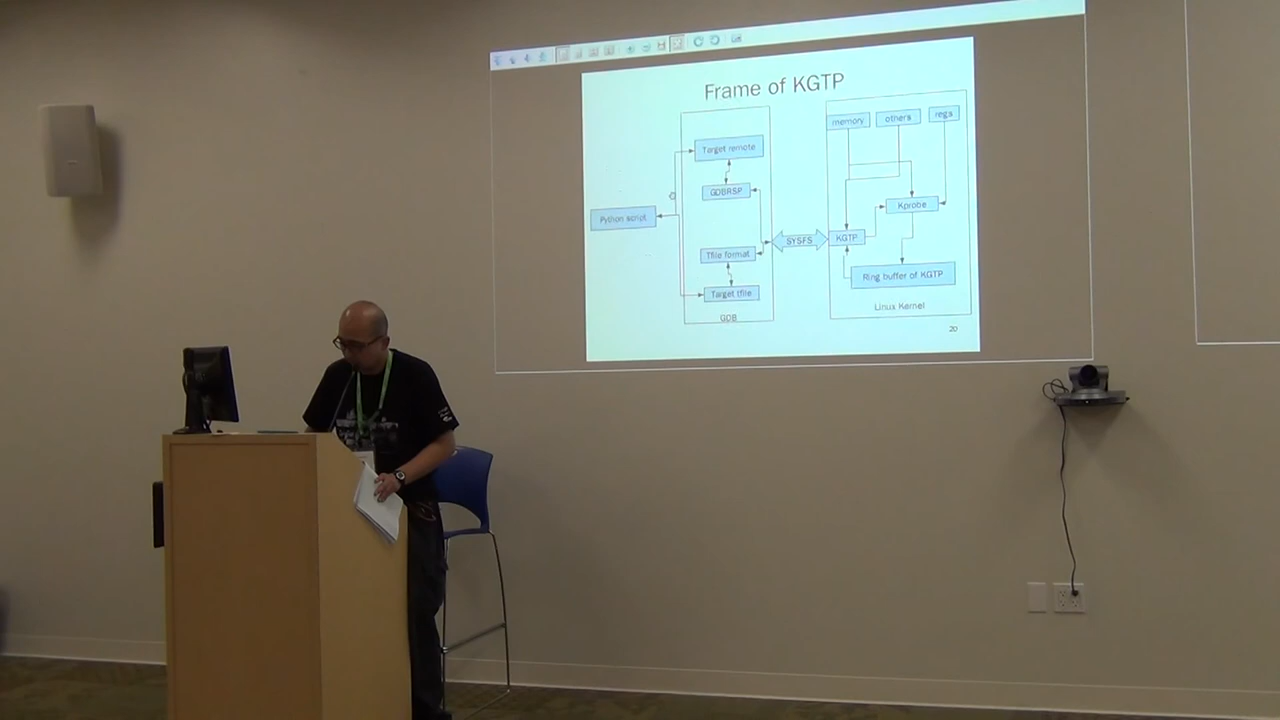 Frame of KGTP
memory
others
regs
Target remote
GDBRSP
Kprobe
Python script
SYSFS
KGTP
Tfile format
Ring buffer of KGTP
Target tfile
GDB
Linux Kernel
20